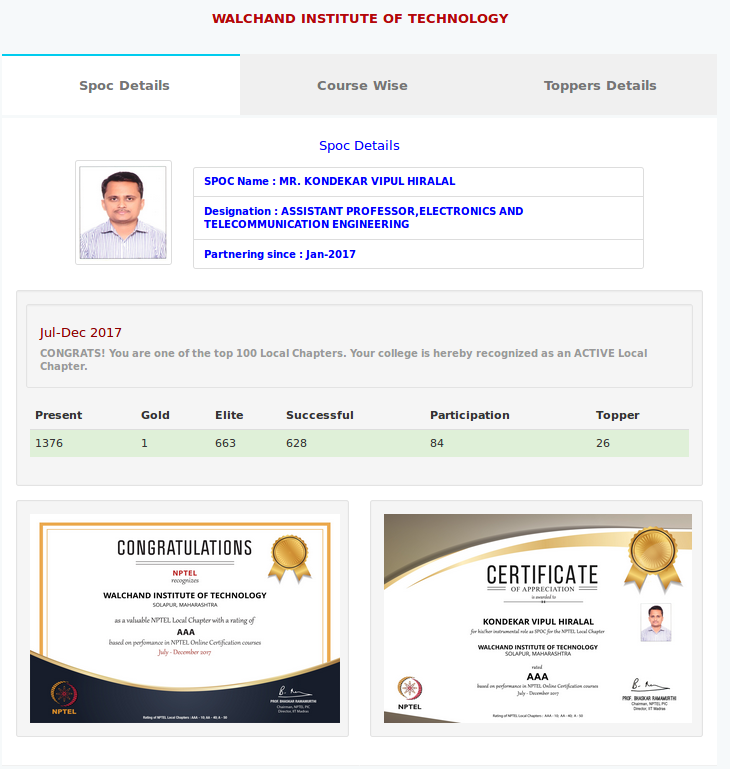 WALCHAND INSTITUTE OF TECHNOLOGY
Spoc Details
Course Wise
Toppers Details
Spoc Details
SPOC Name : MR. KONDEKAR VIPUL HIRALAL
Designation : ASSISTANT PROFESSOR,ELECTRONICS AND
TELECOMMUNICATION ENGINEERING
Partnering since : Jan-2017
Jul-Dec 2017
CONGRATS! You are one of the top 100 Local Chapters. Your college is hereby recognized as an ACTIVE Local
Chapter.
Present Gold Elite Successful Participation Topper
1376 1 663 628 84 26
CONGRATULATIONS
NPTEL
recognizes
WALCHAND INSTITUTE OF TECHNOLOGY
SOLAPUR, MAHARASHTRA
as a valuable NPTEL Local Chapter with a rating of
AAA
based on perfomance in NPTEL Online Certification courses
July - December 2017
NPTEL
PROF. BHASKAR RAMAMURTHI
Chairman, NPTEL PIC
Director, IIT Madras
Rating of NPTEL Local Chapters : AAA - 10, AA - 40, A - 50
CERTIFICATE
OF APPRECIATION
is awarded to
KONDEKAR VIPUL HIRALAL
for his/her instrumental role as SPOC for the NPTEL Local Chapter
WALCHAND INSTITUTE OF TECHNOLOGY
SOLAPUR, MAHARASHTRA
rated
AAA
based on performance in NPTEL Online Certification courses
July - December 2017
NPTEL
PROF. BHASKAR RAMAMURTHI
Chairman, NPTEL PIC
Director, IIT Madras
Rating of NPTEL Local Chapters : AAA - 10, AA - 40, A - 50